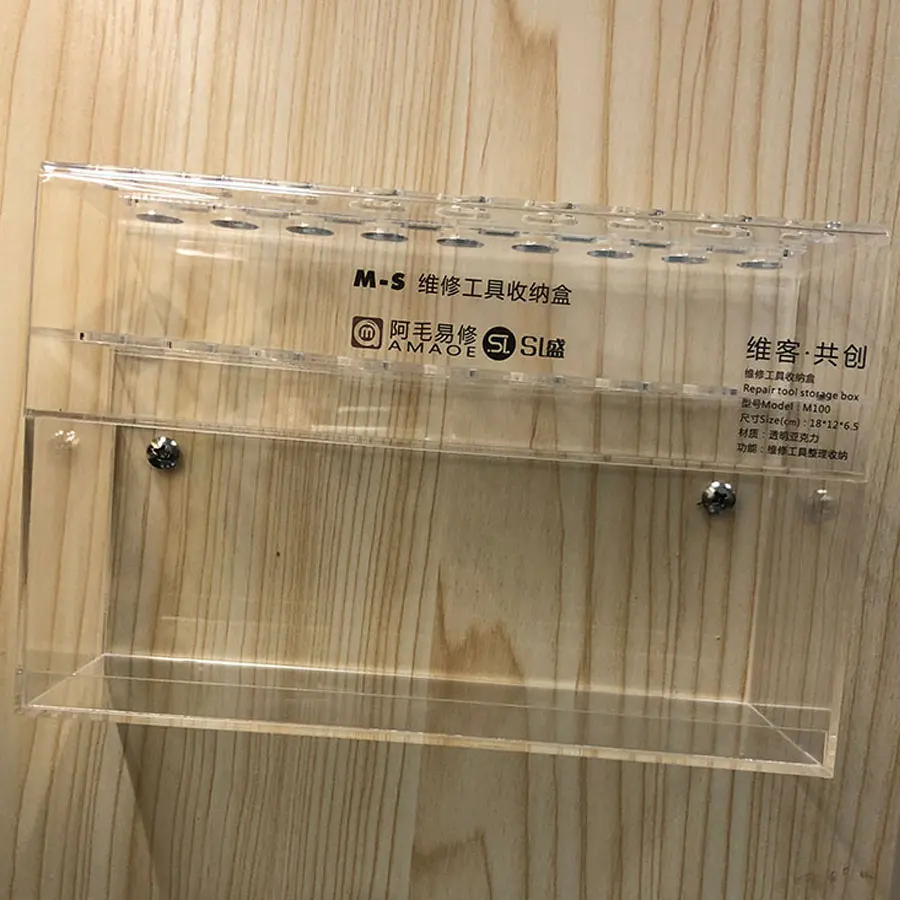 M-S 维修工具收纳盒
阿毛易修
AMAOE
SL SL盛
维客·共创
维修工具收纳盒
Repair tool storage box
型号Model：M100
尺寸Size(cm)：18*12*6.5
材质：透明亚克力
功能：维修工具整理收纳